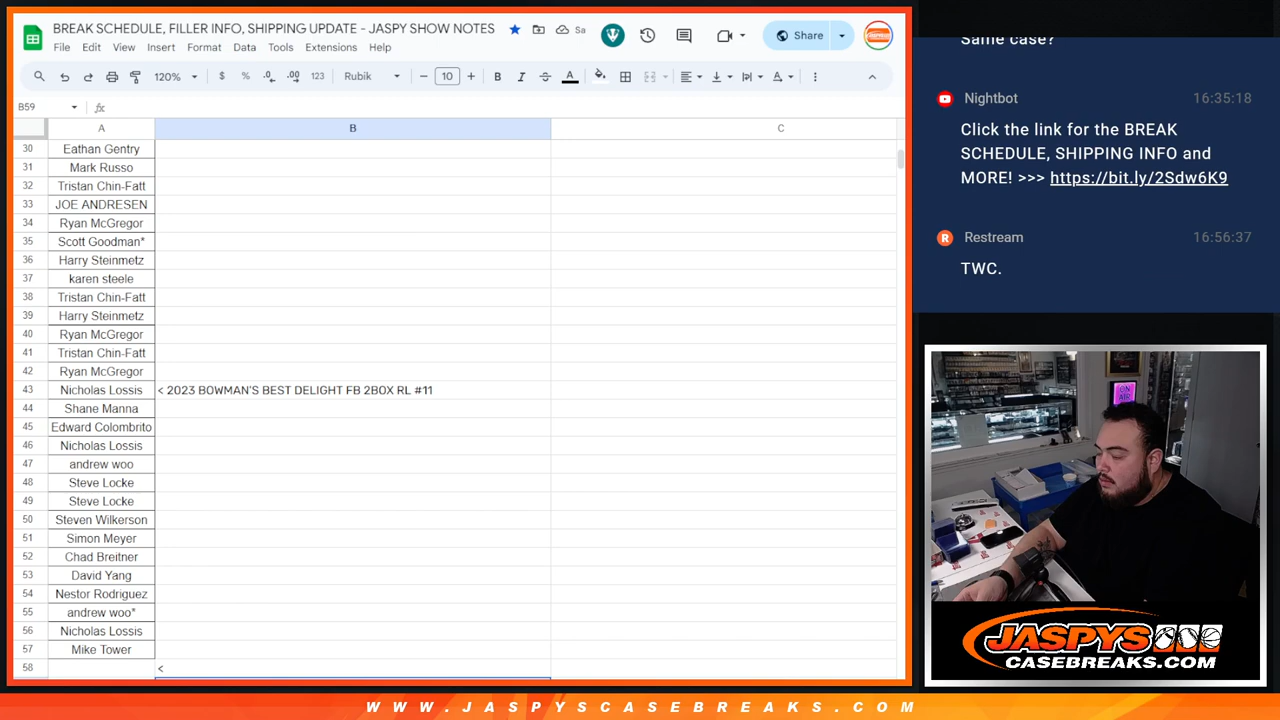 BREAK SCHEDULE, FILLER INFO, SHIPPING UPDATE - JASPY SHOW NOTES
Sa
Share
File Edit View Insert Format Data Tools Extensions Help
120% $ % .0 .00 123 Rubik 10 B I A
B59 fx
A B C
30 Eathan Gentry
31 Mark Russo
32 Tristan Chin-Fatt
33 JOE ANDRESEN
34 Ryan McGregor
35 Scott Goodman*
36 Harry Steinmetz
37 karen steele
38 Tristan Chin-Fatt
39 Harry Steinmetz
40 Ryan McGregor
41 Tristan Chin-Fatt
42 Ryan McGregor
43 Nicholas Lossis < 2023 BOWMAN'S BEST DELIGHT FB 2BOX RL #11
44 Shane Manna
45 Edward Colombrito
46 Nicholas Lossis
47 andrew woo
48 Steve Locke
49 Steve Locke
50 Steven Wilkerson
51 Simon Meyer
52 Chad Breitner
53 David Yang
54 Nestor Rodriguez
55 andrew woo*
56 Nicholas Lossis
57 Mike Tower
58 <
Same case?
Nightbot 16:35:18
Click the link for the BREAK
SCHEDULE, SHIPPING INFO and
MORE! >>> https://bit.ly/2Sdw6K9
R Restream 16:56:37
TWC.
ON
AIR
JASPYS
CASEBREAKS.COM
WWW.JASPYSCASEBREAKS.COM